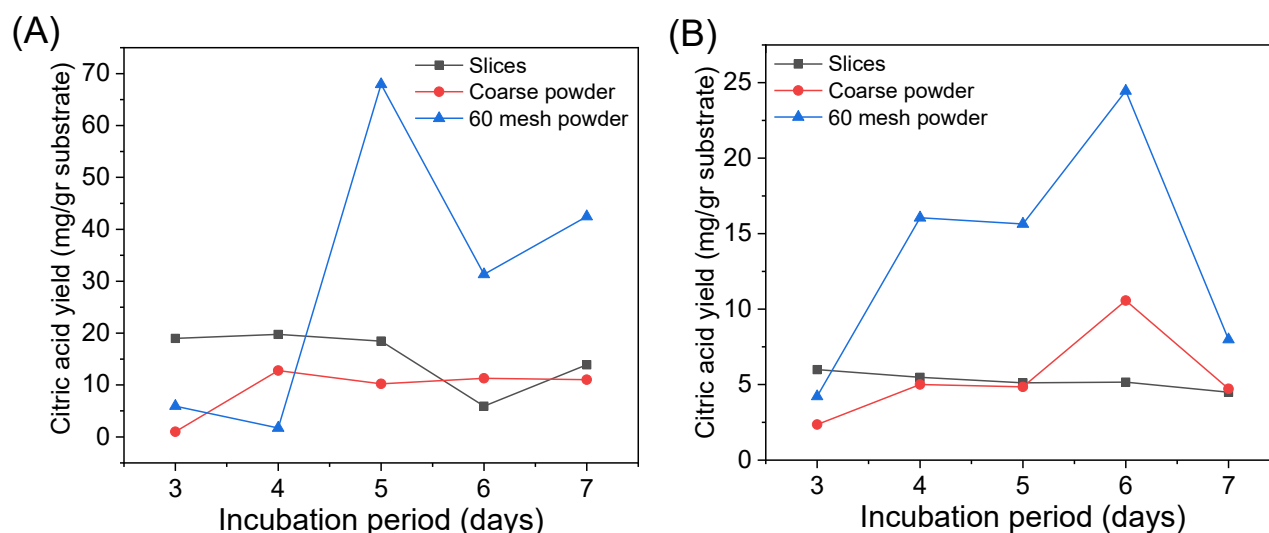 (A)
Citric acid yield (mg/gr substrate)
70
60
50
40
30
20
10
0
Slices
Coarse powder
60 mesh powder
3 4 5 6 7
Incubation period (days)
(B)
Citric acid yield (mg/gr substrate)
25
20
15
10
5
0
Slices
Coarse powder
60 mesh powder
3 4 5 6 7
Incubation period (days)